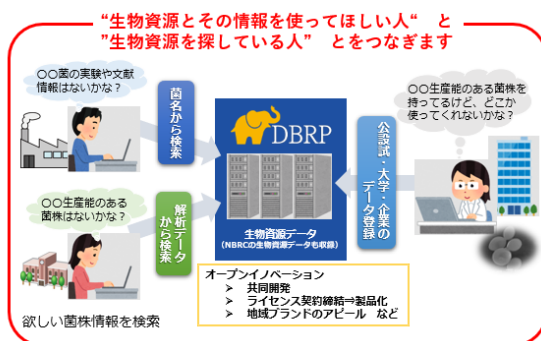 “生物資源とその情報を使ってほしい人“ と
”生物資源を探している人” とをつなぎます
〇〇菌の実験や文献
情報はないかな？
菌名から検索
DBRP
公設試・大学・企業の
データ登録
〇〇生産能のある菌株を
持ってるけど、どこか
使ってくれないかな？
〇〇生産能のある
菌株はないかな？
解析データ
から検索
生物資源データ
（NBRCの生物資源データも収録）
欲しい菌株情報を検索
オープンイノベーション
➢ 共同開発
➢ ライセンス契約締結⇒製品化
➢ 地域ブランドのアピール など